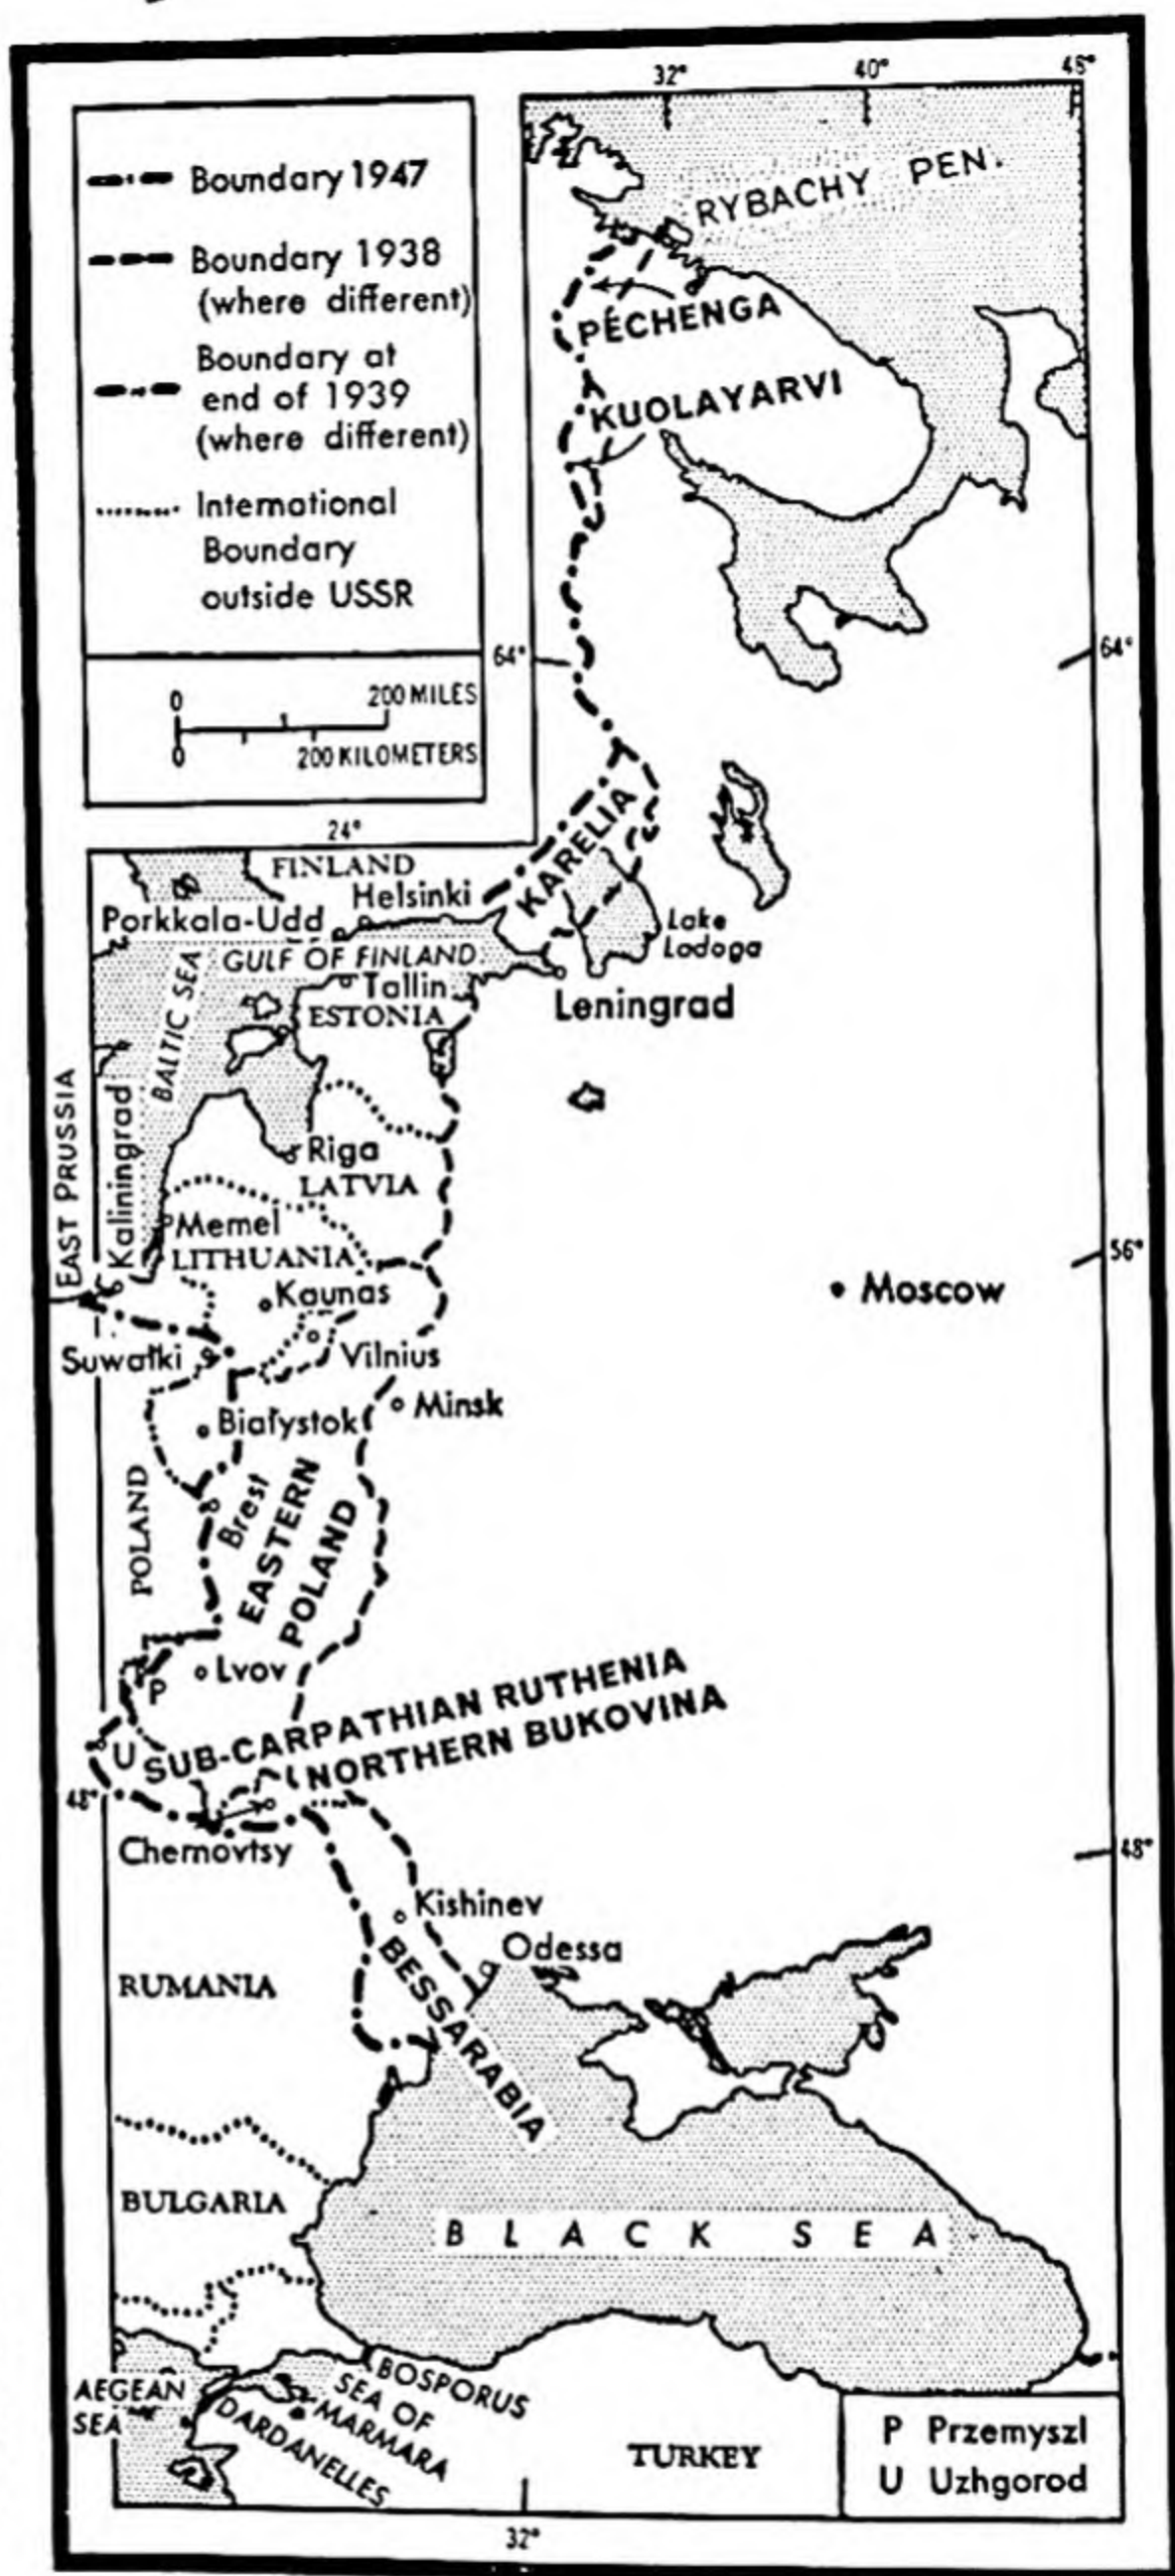 32°
40°
48°
Boundary 1947
Boundary 1938
(where different)
Boundary at
end of 1939
(where different)
International
Boundary
outside USSR
0
200 MILES
0
200 KILOMETERS
RYBACHY PEN.
PECHENGA
KUOLAYARVI
64°
64°
24°
KARELIA
FINLAND
Helsinki
Porkkala-Udd
Lake
Ladoga
GULF OF FINLAND
Tallin
ESTONIA
Leningrad
BALTIC SEA
EAST PRUSSIA
Kaliningrad
Riga
LATVIA
Memel
LITHUANIA
56°
Kaunas
Moscow
Suwałki
Vilnius
Minsk
Białystok
POLAND
Brest
EASTERN
POLAND
Lvov
P
U
SUB-CARPATHIAN RUTHENIA
NORTHERN BUKOVINA
48°
48°
Chernovtsy
Kishinev
Odessa
BESSARABIA
RUMANIA
BULGARIA
BLACK SEA
BOSPORUS
SEA OF
MARMARA
AEGEAN
SEA
DARDANELLES
TURKEY
P Przemyszl
U Uzhgorod
32°